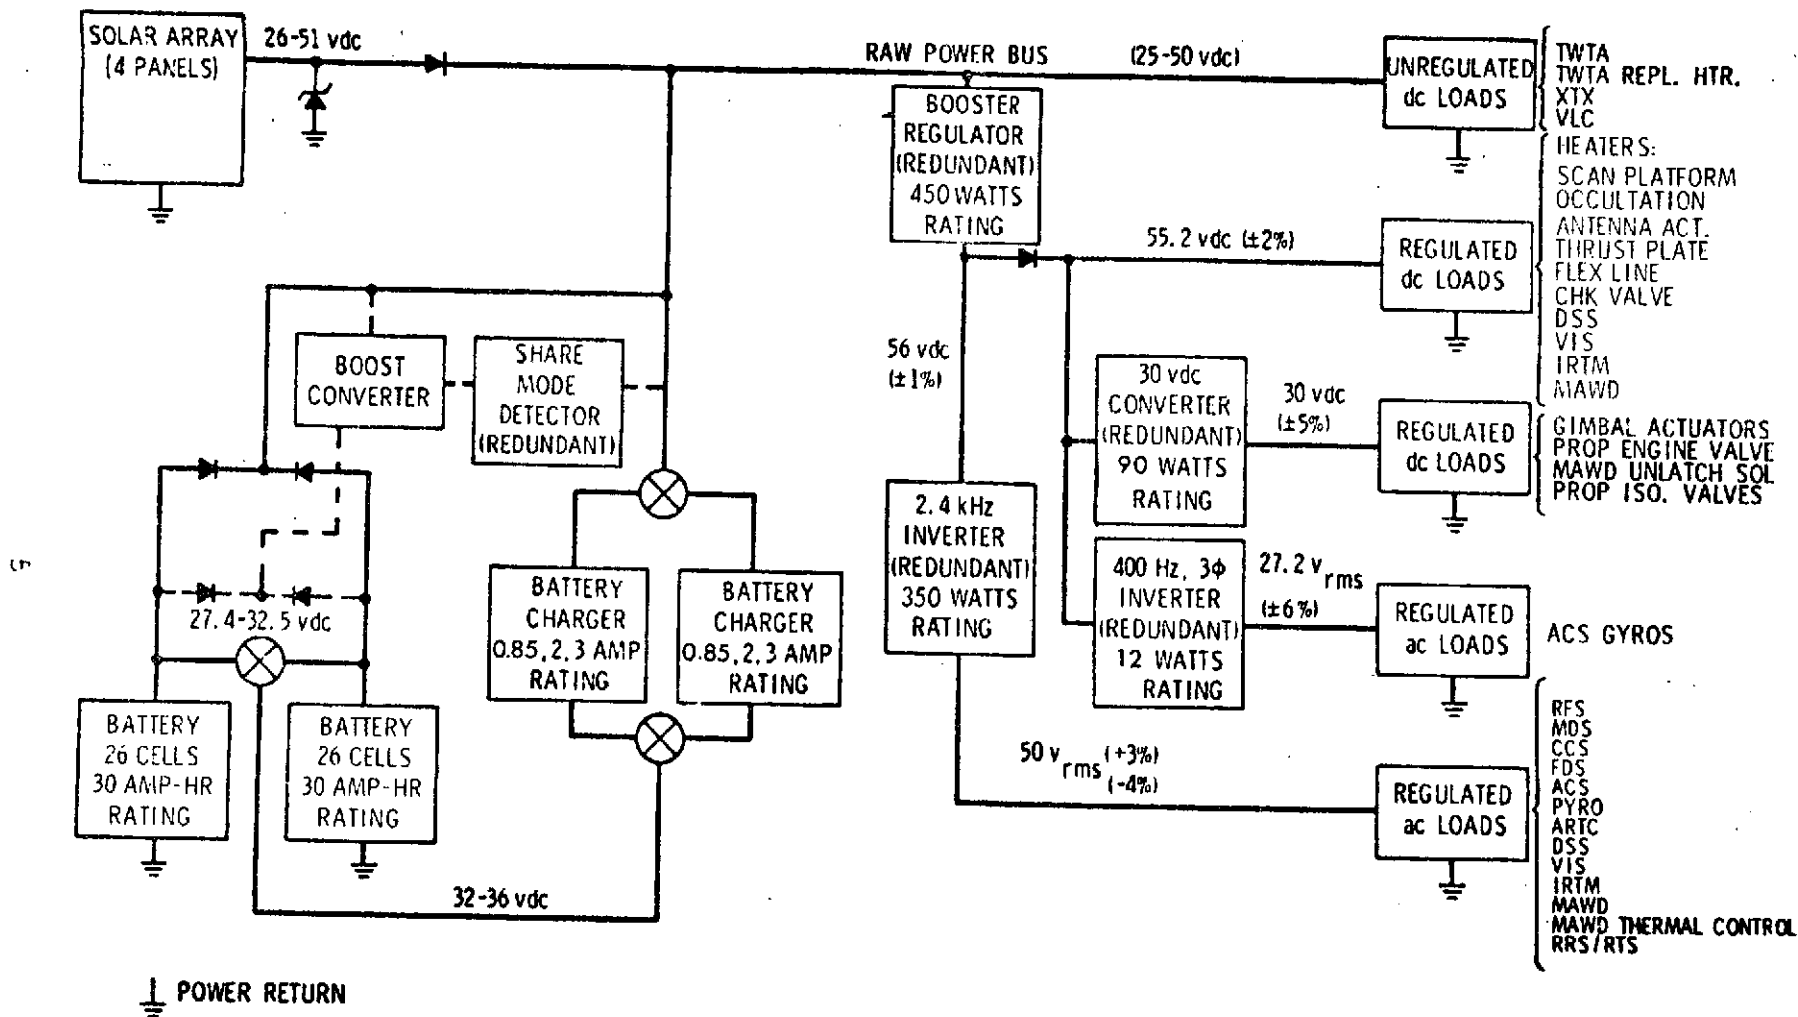 SOLAR ARRAY
(4 PANELS)
26-51 vdc
RAW POWER BUS
(25-50 vdc)
UNREGULATED
dc LOADS
TWTA
TWTA REPL. HTR.
XTX
VLC
BOOSTER
REGULATOR
(REDUNDANT)
450 WATTS
RATING
HEATERS:
SCAN PLATFORM
OCCULTATION
ANTENNA ACT.
THRUST PLATE
FLEX LINE
CHK VALVE
DSS
VIS
IRTM
MAWD
55.2 vdc (±2%)
REGULATED
dc LOADS
BOOST
CONVERTER
SHARE
MODE
DETECTOR
(REDUNDANT)
56 vdc
(±1%)
30 vdc
CONVERTER
(REDUNDANT)
90 WATTS
RATING
30 vdc
(±5%)
REGULATED
dc LOADS
GIMBAL ACTUATORS
PROP ENGINE VALVE
MAWD UNLATCH SOL
PROP ISO. VALVES
2.4 kHz
INVERTER
(REDUNDANT)
350 WATTS
RATING
400 Hz, 3ϕ
INVERTER
(REDUNDANT)
12 WATTS
RATING
27.2 v rms
(±6%)
REGULATED
ac LOADS
ACS GYROS
27.4-32.5 vdc
BATTERY
CHARGER
0.85, 2, 3 AMP
RATING
BATTERY
CHARGER
0.85, 2, 3 AMP
RATING
BATTERY
26 CELLS
30 AMP-HR
RATING
BATTERY
26 CELLS
30 AMP-HR
RATING
50 v rms (+3%)
(-4%)
REGULATED
ac LOADS
RFS
MDS
CCS
FDS
ACS
PYRO
ARTC
DSS
VIS
IRTM
MAWD
MAWD THERMAL CONTROL
RRS/RTS
32-36 vdc
POWER RETURN